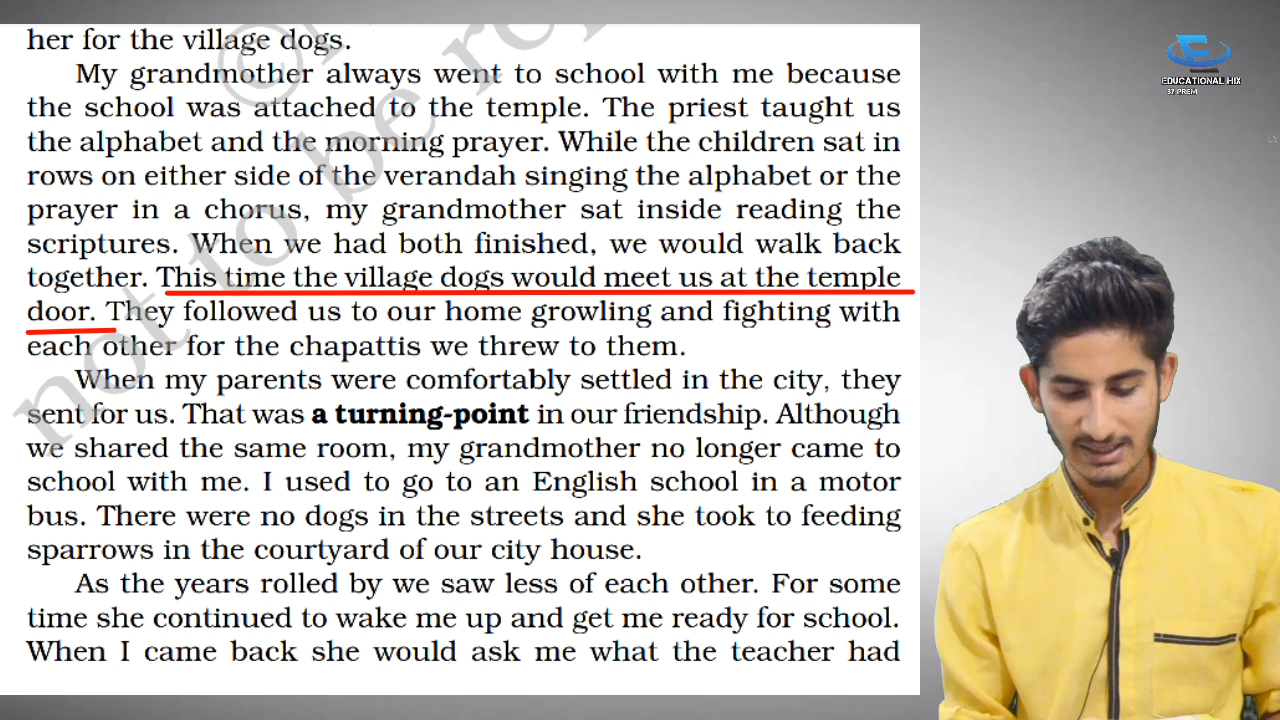 her for the village dogs.
My grandmother always went to school with me because
the school was attached to the temple. The priest taught us
the alphabet and the morning prayer. While the children sat in
rows on either side of the verandah singing the alphabet or the
prayer in a chorus, my grandmother sat inside reading the
scriptures. When we had both finished, we would walk back
together. This time the village dogs would meet us at the temple
door. They followed us to our home growling and fighting with
each other for the chapattis we threw to them.
When my parents were comfortably settled in the city, they
sent for us. That was a turning-point in our friendship. Although
we shared the same room, my grandmother no longer came to
school with me. I used to go to an English school in a motor
bus. There were no dogs in the streets and she took to feeding
sparrows in the courtyard of our city house.
As the years rolled by we saw less of each other. For some
time she continued to wake me up and get me ready for school.
When I came back she would ask me what the teacher had
not to be
©
EDUCATIONAL HIX
BY PREM